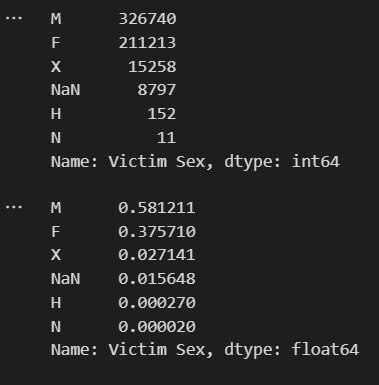 M 326740
F 211213
X 15258
NaN 8797
H 152
N 11
Name: Victim Sex, dtype: int64
M 0.581211
F 0.375710
X 0.027141
NaN 0.015648
H 0.000270
N 0.000020
Name: Victim Sex, dtype: float64